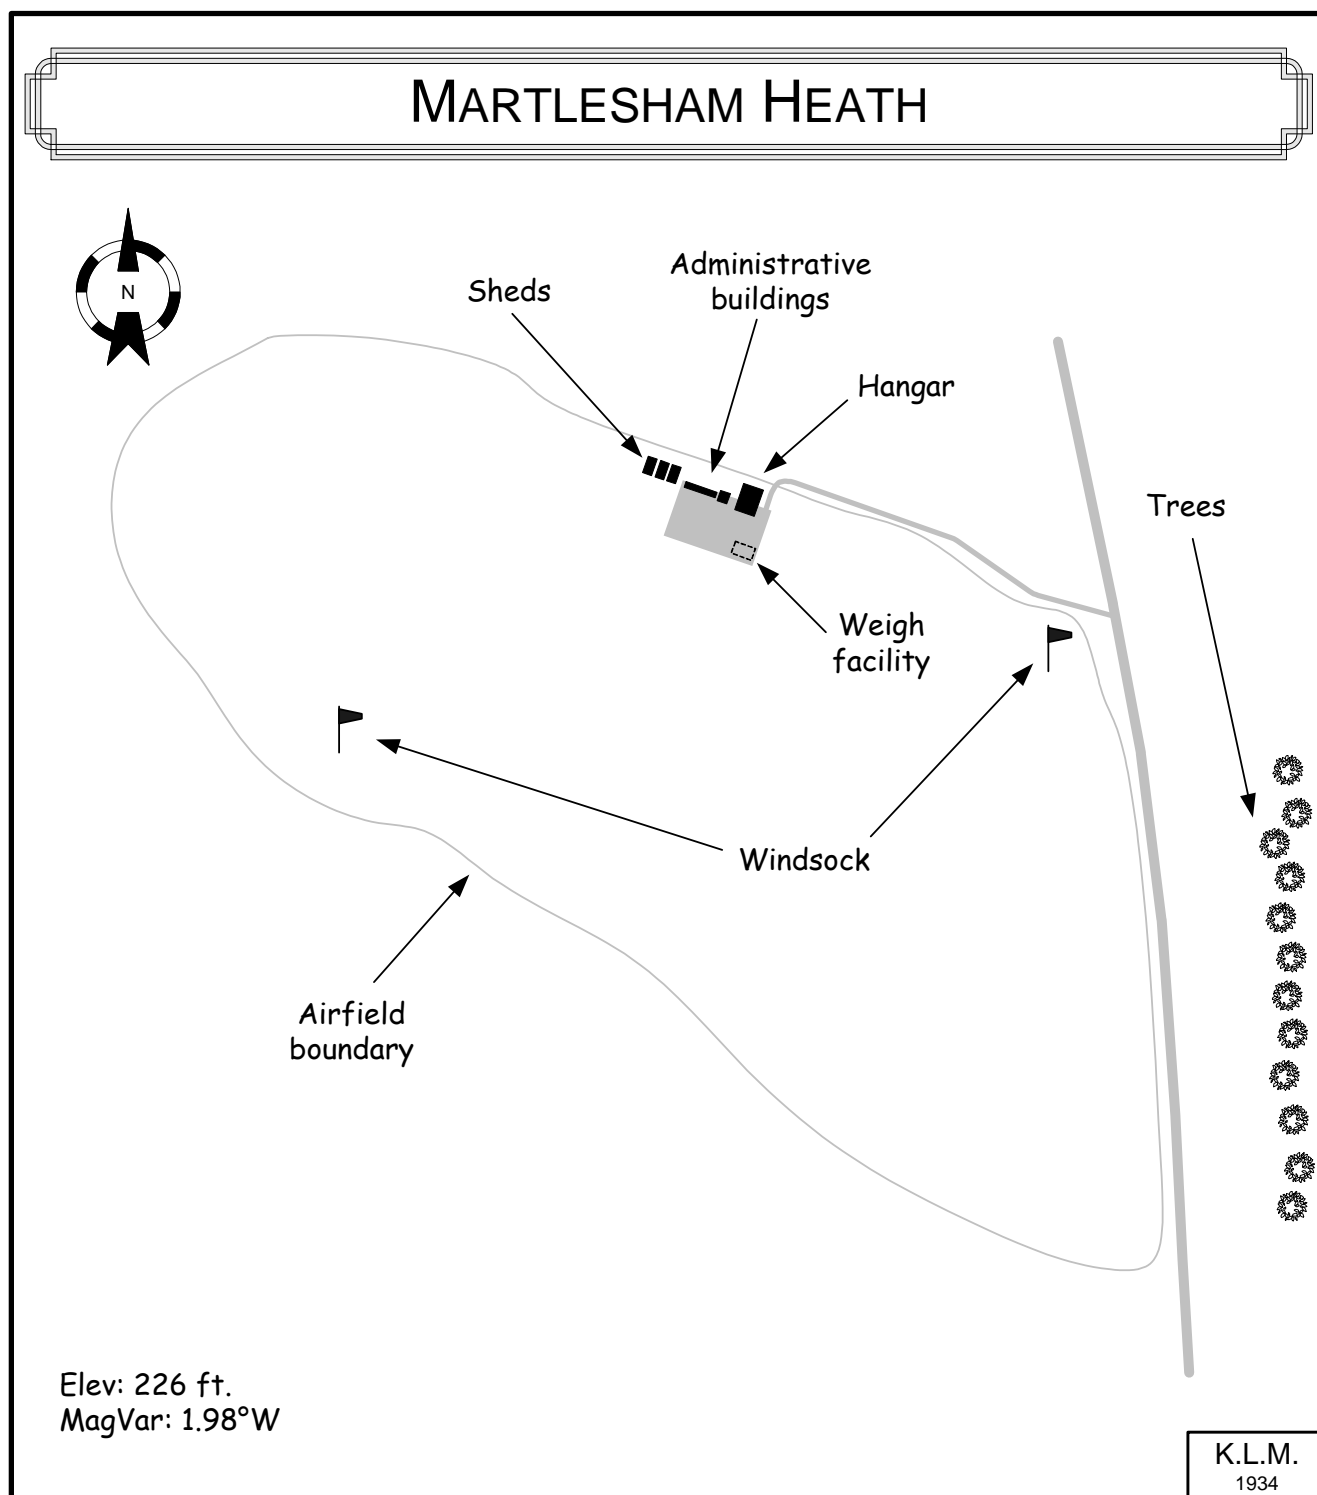 MARTLESHAM HEATH
N
Sheds
Administrative
buildings
Hangar
Trees
Weigh
facility
Windsock
Airfield
boundary
Elev: 226 ft.
MagVar: 1.98°W
K.L.M.
1934